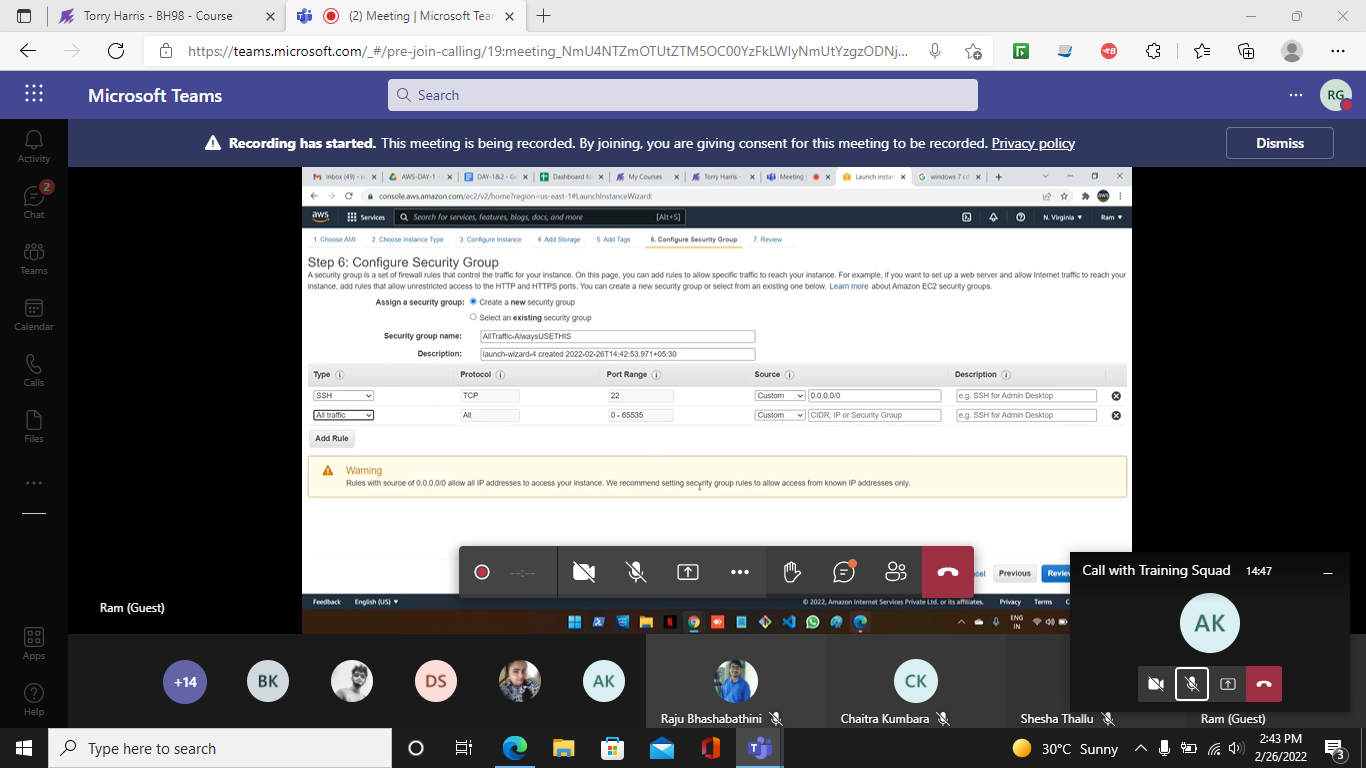 Torry Harris - BH98 - Course
(2) Meeting | Microsoft Tear
https://teams.microsoft.com/_#/pre-join-calling/19:meeting_NmU4NTZmOTUtZTM5OC00YzFkLWIyNmUtYzgzODNj...
Microsoft Teams
Search
RG
Recording has started. This meeting is being recorded. By joining, you are giving consent for this meeting to be recorded. Privacy policy
Dismiss
Activity
2
Chat
Teams
Calendar
Calls
Files
Apps
Help
Inbox (49) -
AWS-DAY-1 -
DAY-1&2 - Go
Dashboard fo
My Courses
Torry Harris -
Meeting
Launch instan
windows 7 co
console.aws.amazon.com/ec2/v2/home?region=us-east-1#LaunchInstanceWizard:
aws
Services
Search for services, features, blogs, docs, and more
[Alt+S]
N. Virginia
Ram
1. Choose AMI
2. Choose Instance Type
3. Configure Instance
4. Add Storage
5. Add Tags
6. Configure Security Group
7. Review
Step 6: Configure Security Group
A security group is a set of firewall rules that control the traffic for your instance. On this page, you can add rules to allow specific traffic to reach your instance. For example, if you want to set up a web server and allow Internet traffic to reach your
instance, add rules that allow unrestricted access to the HTTP and HTTPS ports. You can create a new security group or select from an existing one below. Learn more about Amazon EC2 security groups.
Assign a security group:
Create a new security group
Select an existing security group
Security group name:
AllTraffic-AlwaysUSETHIS
Description:
launch-wizard-4 created 2022-02-26T14:42:53.971+05:30
Type
Protocol
Port Range
Source
Description
SSH
TCP
22
Custom
0.0.0.0/0
e.g. SSH for Admin Desktop
All traffic
All
0 - 65535
Custom
CIDR, IP or Security Group
e.g. SSH for Admin Desktop
Add Rule
Warning
Rules with source of 0.0.0.0/0 allow all IP addresses to access your instance. We recommend setting security group rules to allow access from known IP addresses only.
--:--
Previous
Feedback
English (US)
© 2022, Amazon Internet Services Private Ltd. or its affiliates.
Privacy
Terms
ENG
IN
Ram (Guest)
Call with Training Squad
14:47
AK
+14
BK
DS
AK
CK
Raju Bhashabathini
Chaitra Kumbara
Shesha Thallu
Ram (Guest)
Type here to search
30°C Sunny
2:43 PM
2/26/2022
3